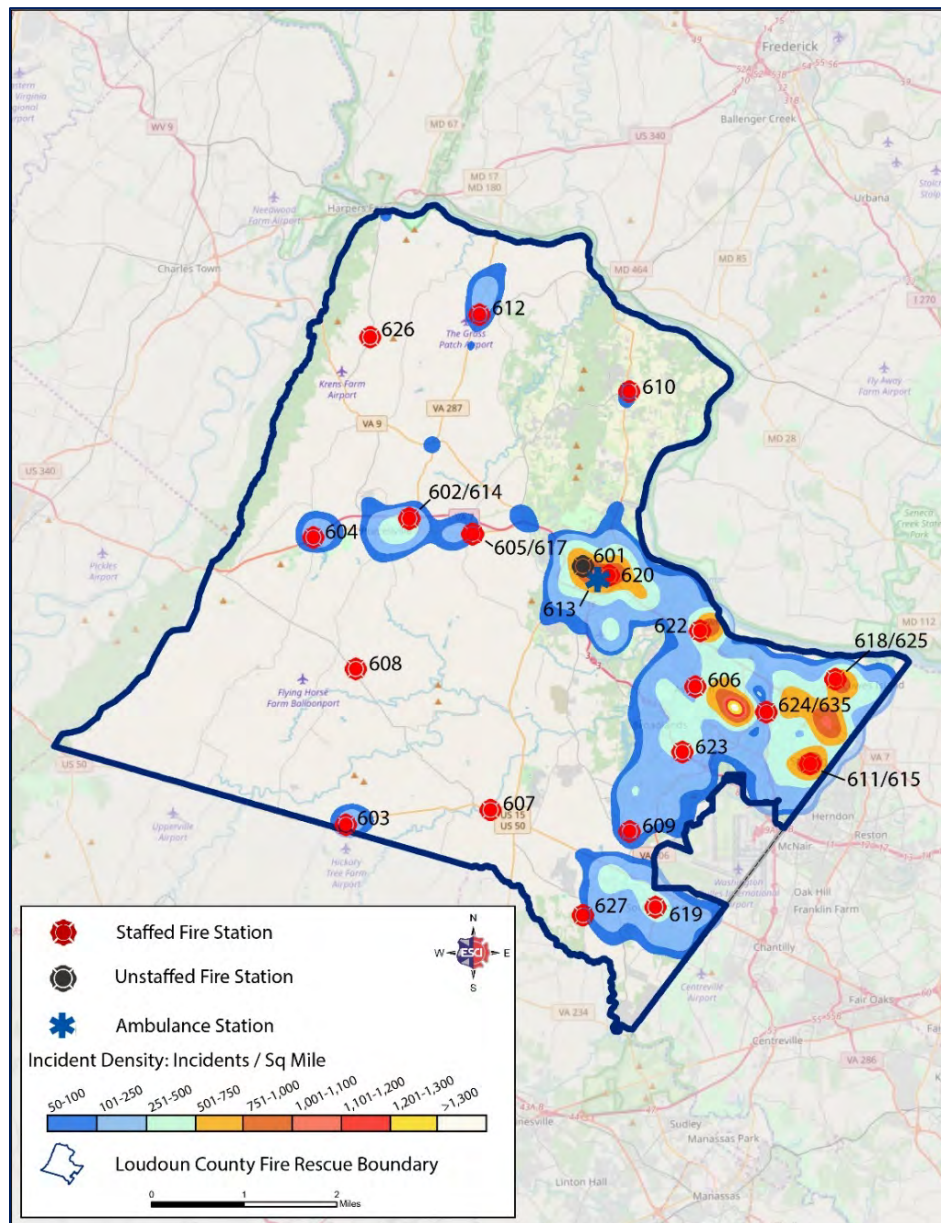 Frederick
Eastern
Virginia
Regional
Airport
WV 9
MD 67
US 340
Ballenger Creek
MD 17
MD 180
Needwood
Farm Airport
Urbana
Charles Town
MD 464
MD 85
I 270
612
626
The Grass
Patch Airport
Krens Farm
Airport
610
Fly Away
Farm Airport
VA 287
VA 9
MD 28
US 340
602/614
604
605/617
Pickles Airport
601
620
613
MD 112
622
618/625
608
606
Flying Horse
Farm Balloonport
624/635
623
US 50
VA 7
611/615
607
603
US 15
US 50
Herndon
Reston
609
McNair
Hickory
Tree Farm
Airport
Oak Hill
Franklin Farm
627
619
Chantilly
Centreville
Airport
VA 234
Fair Oaks
Centreville
VA 286
Sudley
Manassas Park
Linton Hall
Manassas
N
W
ESCI
E
S
Staffed Fire Station
Unstaffed Fire Station
Ambulance Station
Incident Density: Incidents / Sq Mile
50-100
101-250
251-500
501-750
751-1,000
1,001-1,100
1,101-1,200
1,201-1,300
>1,300
Loudoun County Fire Rescue Boundary
0
1
2
Miles